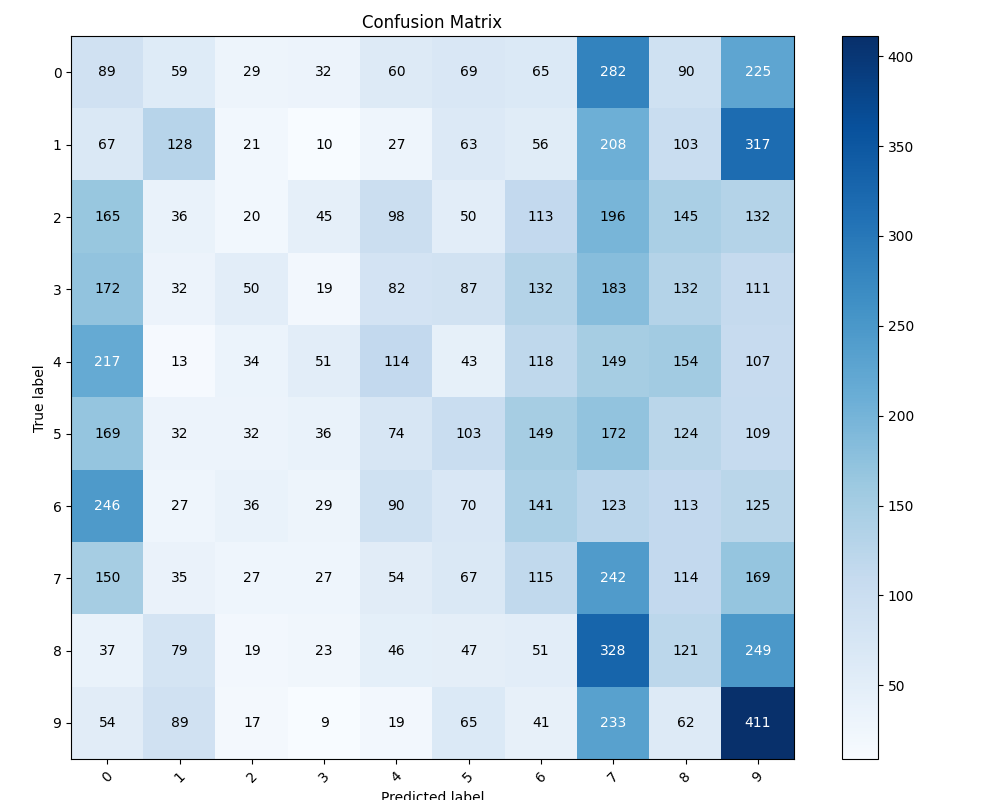 Confusion Matrix
0 89 59 29 32 60 69 65 282 90 225
1 67 128 21 10 27 63 56 208 103 317
2 165 36 20 45 98 50 113 196 145 132
3 172 32 50 19 82 87 132 183 132 111
4 217 13 34 51 114 43 118 149 154 107
5 169 32 32 36 74 103 149 172 124 109
6 246 27 36 29 90 70 141 123 113 125
7 150 35 27 27 54 67 115 242 114 169
8 37 79 19 23 46 47 51 328 121 249
9 54 89 17 9 19 65 41 233 62 411
0 1 2 3 4 5 6 7 8 9
True label
Predicted label
400
350
300
250
200
150
100
50